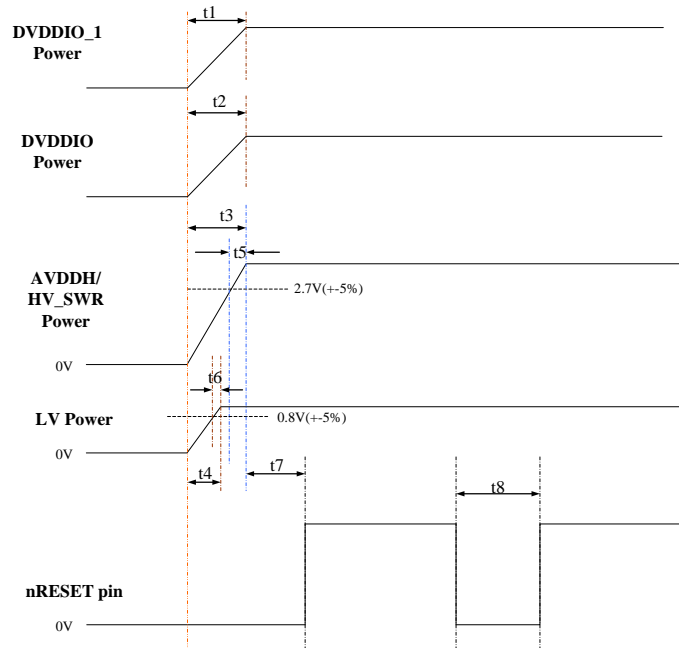 t1
DVDDIO_1
Power
t2
DVDDIO
Power
t3
t5
AVDDH/
HV_SWR
Power
2.7V(+-5%)
0V
t6
LV Power
0.8V(+-5%)
0V
t4
t7
t8
nRESET pin
0V